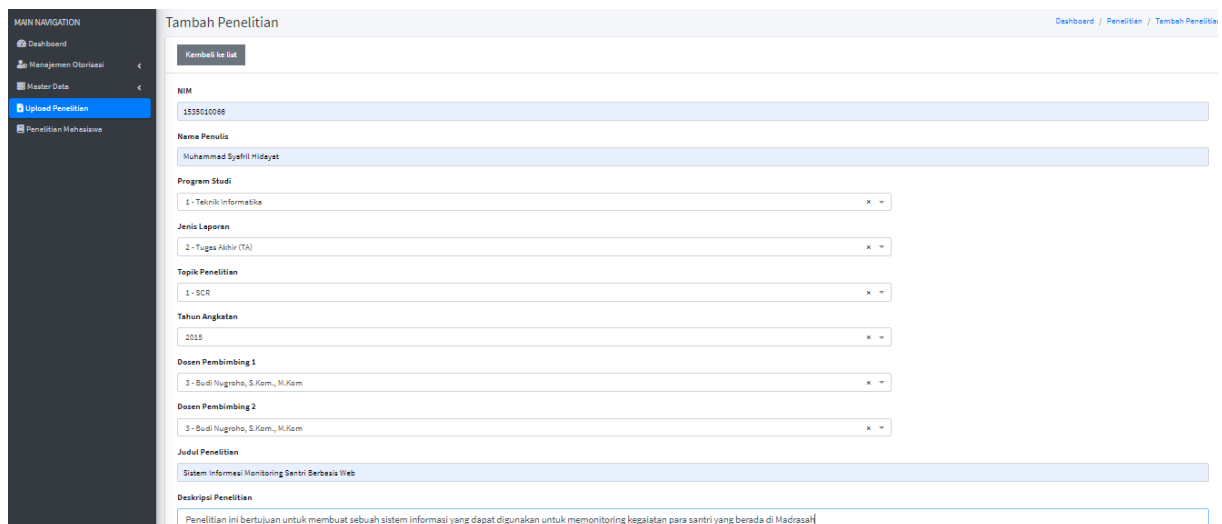 MAIN NAVIGATION
Dashboard
Manajemen Otorisasi
Master Data
Upload Penelitian
Penelitian Mahasiswa
Tambah Penelitian
Dashboard / Penelitian / Tambah Penelitian
Kembali ke list
NIM
1535010066
Nama Penulis
Muhammad Syafril Hidayat
Program Studi
1 - Teknik Informatika
Jenis Laporan
2 - Tugas Akhir (TA)
Topik Penelitian
1 - SCR
Tahun Angkatan
2015
Dosen Pembimbing 1
3 - Budi Nugroho, S.Kom., M.Kom
Dosen Pembimbing 2
3 - Budi Nugroho, S.Kom., M.Kom
Judul Penelitian
Sistem Informasi Monitoring Santri Berbasis Web
Deskripsi Penelitian
Penelitian ini bertujuan untuk membuat sebuah sistem informasi yang dapat digunakan untuk memonitoring kegaiatan para santri yang berada di Madrasah